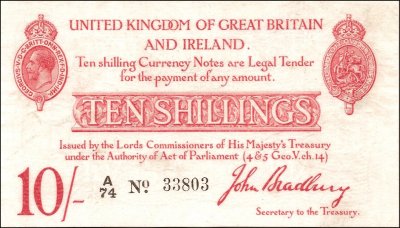 UNITED KINGDOM OF GREAT BRITAIN
AND IRELAND.
Ten shilling Currency Notes are Legal Tender
for the payment of any amount.
TEN SHILLINGS
Issued by the Lords Commissioners of His Majesty's Treasury
under the Authority of Act of Parliament (4 & 5 Geo.V.ch.14)
10/-
A
74 No. 33803
John Bradbury
Secretary to the Treasury.